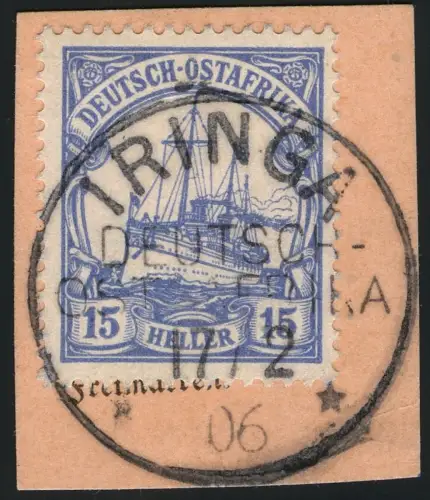 DEUTSCH-OSTAFRIKA
IRINGA
DEUTSCH-
OSTAFRIKA
15 HELLER 15
17/2
06